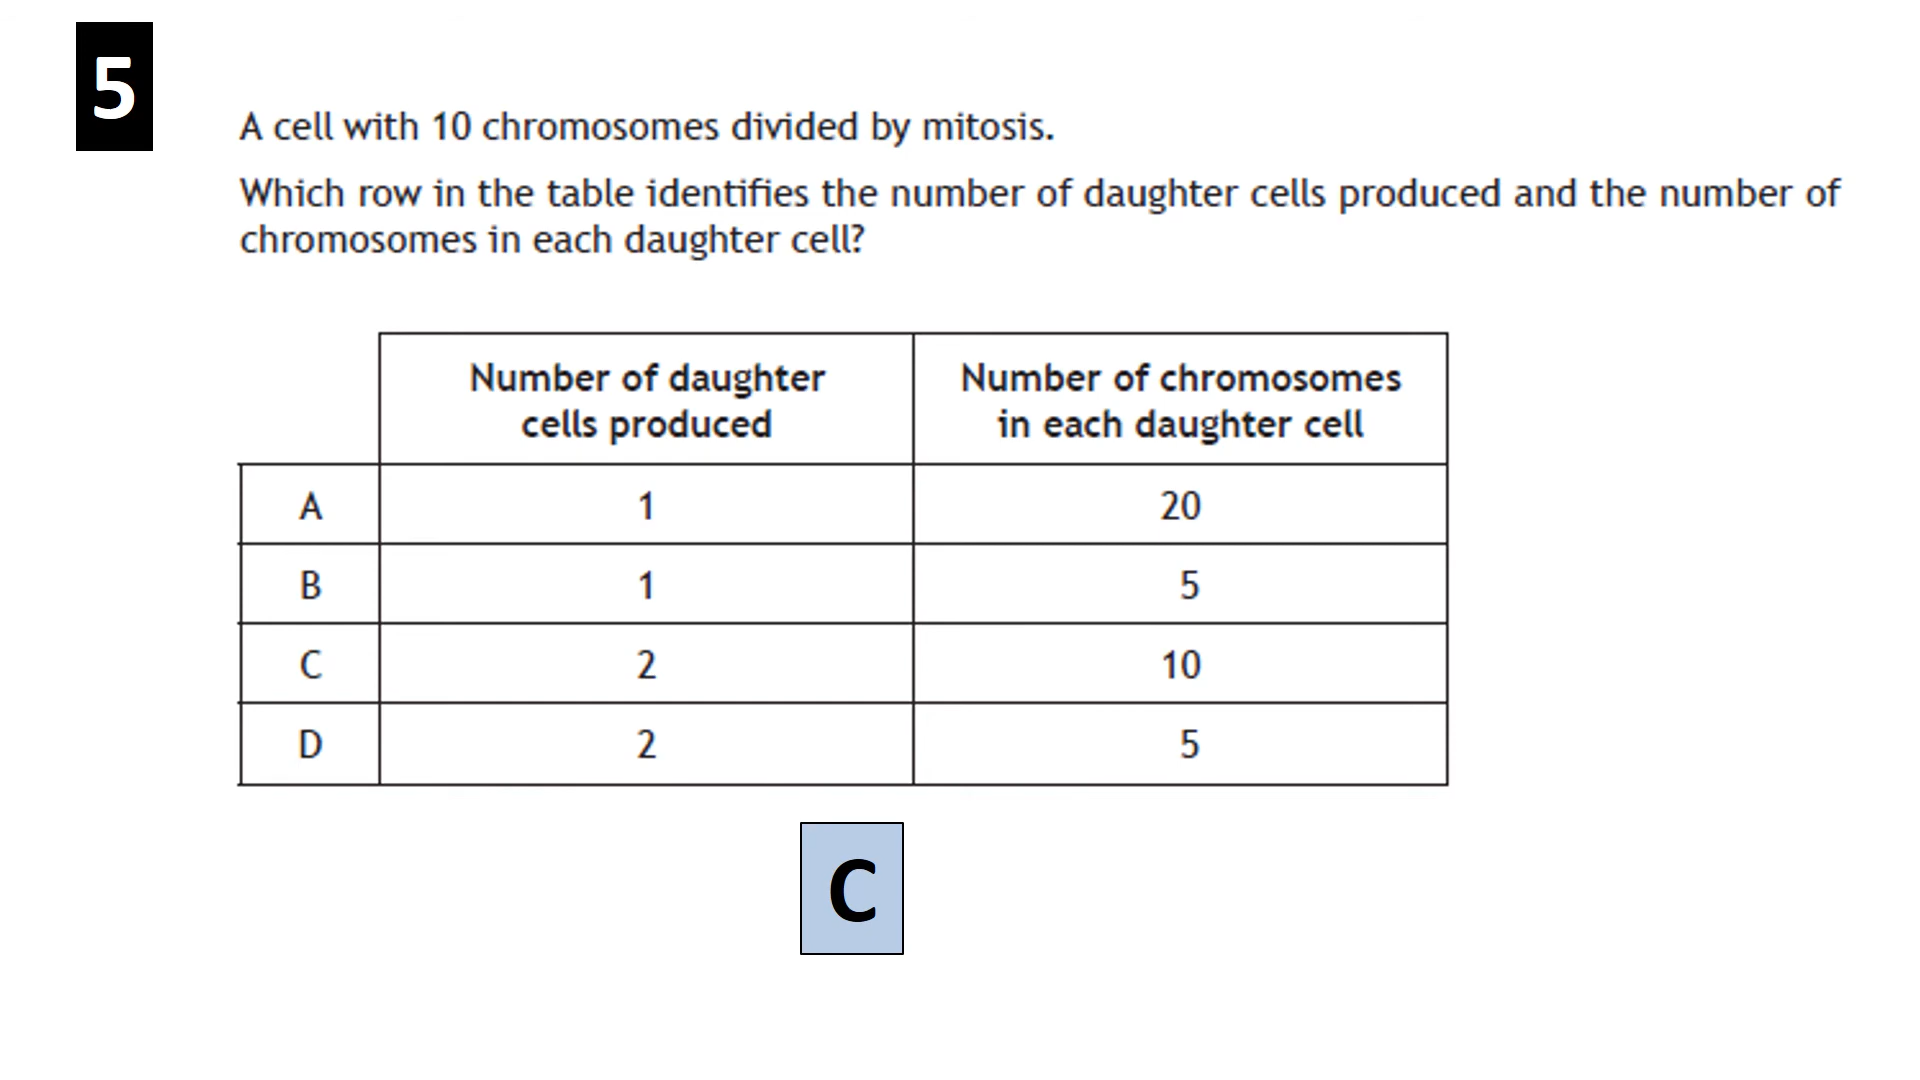 5
A cell with 10 chromosomes divided by mitosis.
Which row in the table identifies the number of daughter cells produced and the number of
chromosomes in each daughter cell?
Number of daughter cells produced Number of chromosomes in each daughter cell
A 1 20
B 1 5
C 2 10
D 2 5
C